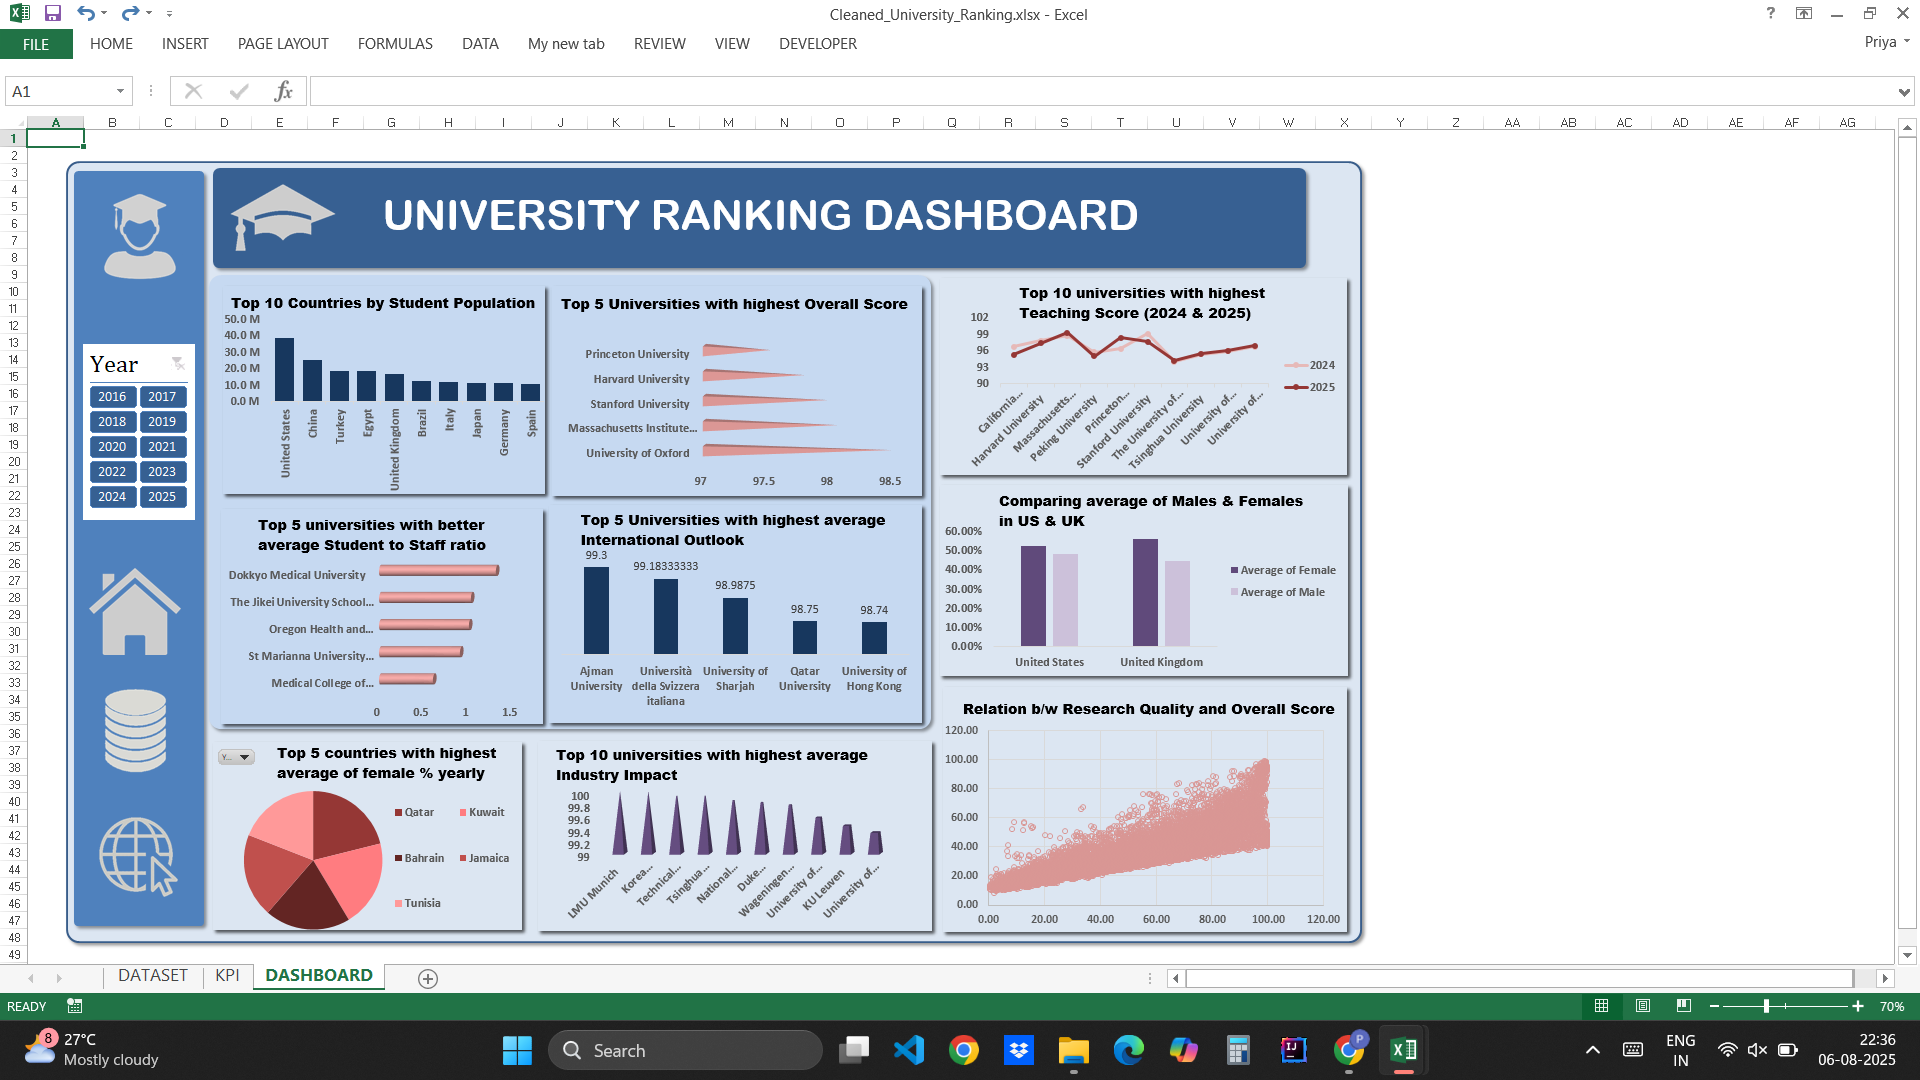 Cleaned_University_Ranking.xlsx - Excel
?
FILE HOME INSERT PAGE LAYOUT FORMULAS DATA My new tab REVIEW VIEW DEVELOPER
Priya
A1
fx
A B C D E F G H I J K L M N O P Q R S T U V W X Y Z AA AB AC AD AE AF AG
1
2
3
4
5
6
7
8
9
10
11
12
13
14
15
16
17
18
19
20
21
22
23
24
25
26
27
28
29
30
31
32
33
34
35
36
37
38
39
40
41
42
43
44
45
46
47
48
49
UNIVERSITY RANKING DASHBOARD
Year
2016 2017
2018 2019
2020 2021
2022 2023
2024 2025
Top 10 Countries by Student Population
50.0 M
40.0 M
30.0 M
20.0 M
10.0 M
0.0 M
United States
China
Turkey
Egypt
United Kingdom
Brazil
Italy
Japan
Germany
Spain
Top 5 Universities with highest Overall Score
Princeton University
Harvard University
Stanford University
Massachusetts Institute...
University of Oxford
97 97.5 98 98.5
Top 10 universities with highest
Teaching Score (2024 & 2025)
102
99
96
93
90
California...
Harvard University
Massachusetts...
Peking University
Princeton...
Stanford University
The University of...
Tsinghua University
University of...
University of...
2024
2025
Top 5 universities with better
average Student to Staff ratio
Dokkyo Medical University
The Jikei University School...
Oregon Health and...
St Marianna University...
Medical College of...
0 0.5 1 1.5
Top 5 Universities with highest average
International Outlook
99.3
99.18333333
98.9875
98.75
98.74
Ajman
University
Università
della Svizzera
italiana
University of
Sharjah
Qatar
University
University of
Hong Kong
Comparing average of Males & Females
in US & UK
60.00%
50.00%
40.00%
30.00%
20.00%
10.00%
0.00%
United States
United Kingdom
Average of Female
Average of Male
Y...
Top 5 countries with highest
average of female % yearly
Qatar Kuwait
Bahrain Jamaica
Tunisia
Top 10 universities with highest average
Industry Impact
100
99.8
99.6
99.4
99.2
99
LMU Munich
Korea...
Technical...
Tsinghua...
National...
Duke...
Wageningen...
University of...
KU Leuven
University of...
Relation b/w Research Quality and Overall Score
120.00
100.00
80.00
60.00
40.00
20.00
0.00
0.00 20.00 40.00 60.00 80.00 100.00 120.00
DATASET KPI DASHBOARD
READY
70%
8
27°C
Mostly cloudy
Search
IJ
P
ENG
IN
22:36
06-08-2025